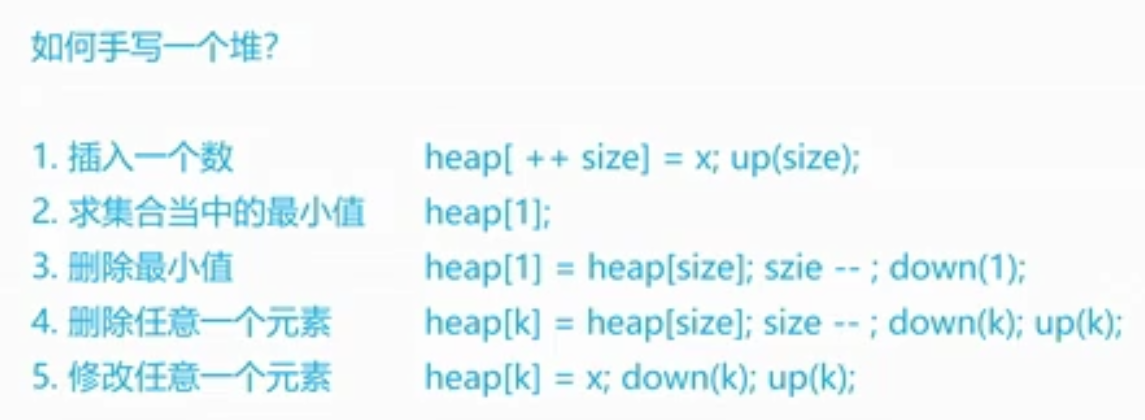 如何手写一个堆?
1. 插入一个数 heap[ ++ size] = x; up(size);
2. 求集合当中的最小值 heap[1];
3. 删除最小值 heap[1] = heap[size]; szie -- ; down(1);
4. 删除任意一个元素 heap[k] = heap[size]; size -- ; down(k); up(k);
5. 修改任意一个元素 heap[k] = x; down(k); up(k);